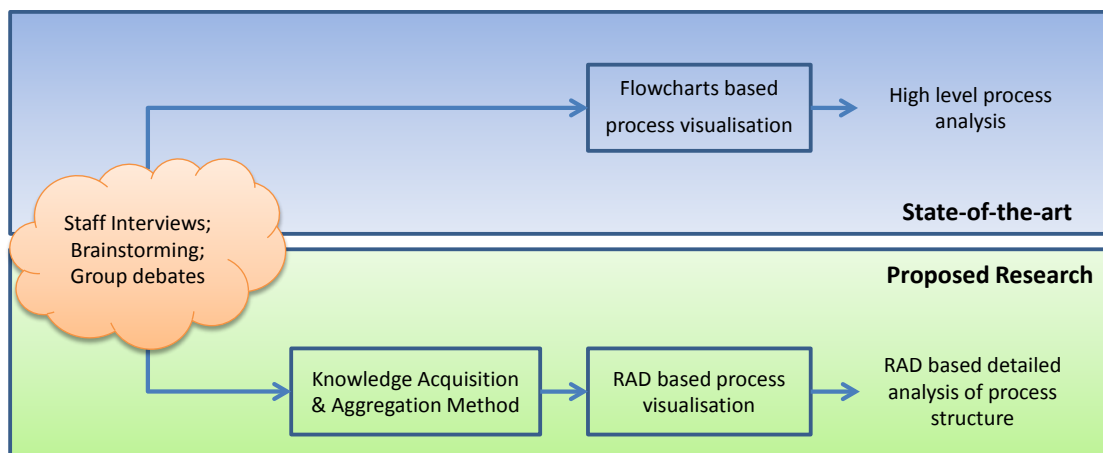 Flowcharts based
process visualisation
High level process
analysis
State-of-the-art
Staff Interviews;
Brainstorming;
Group debates
Proposed Research
Knowledge Acquisition
& Aggregation Method
RAD based process
visualisation
RAD based detailed
analysis of process
structure